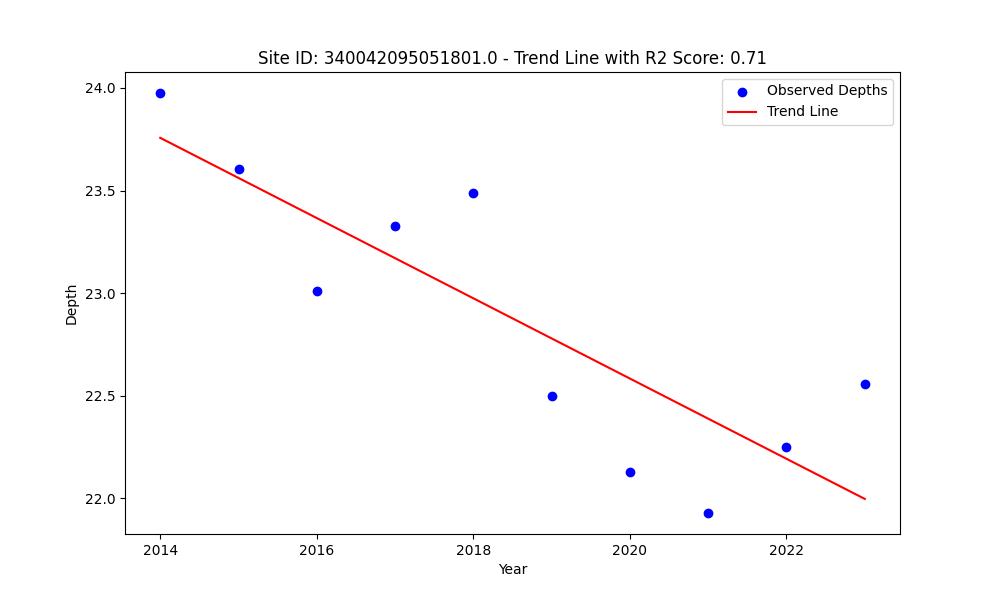 Site ID: 340042095051801.0 - Trend Line with R2 Score: 0.71
Observed Depths
Trend Line
24.0
23.5
23.0
22.5
22.0
Depth
2014
2016
2018
2020
2022
Year